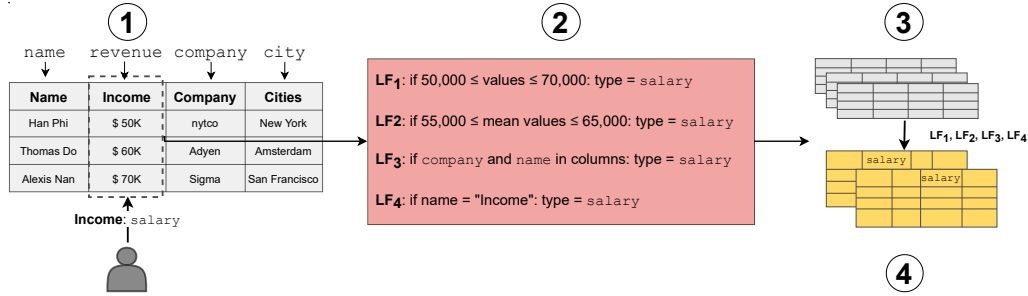 1
name revenue company city
Name Income Company Cities
Han Phi $ 50K nytco New York
Thomas Do $ 60K Adyen Amsterdam
Alexis Nan $ 70K Sigma San Francisco
Income: salary
2
LF1: if 50,000 ≤ values ≤ 70,000: type = salary
LF2: if 55,000 ≤ mean values ≤ 65,000: type = salary
LF3: if company and name in columns: type = salary
LF4: if name = "Income": type = salary
3
LF1, LF2, LF3, LF4
salary
salary
4